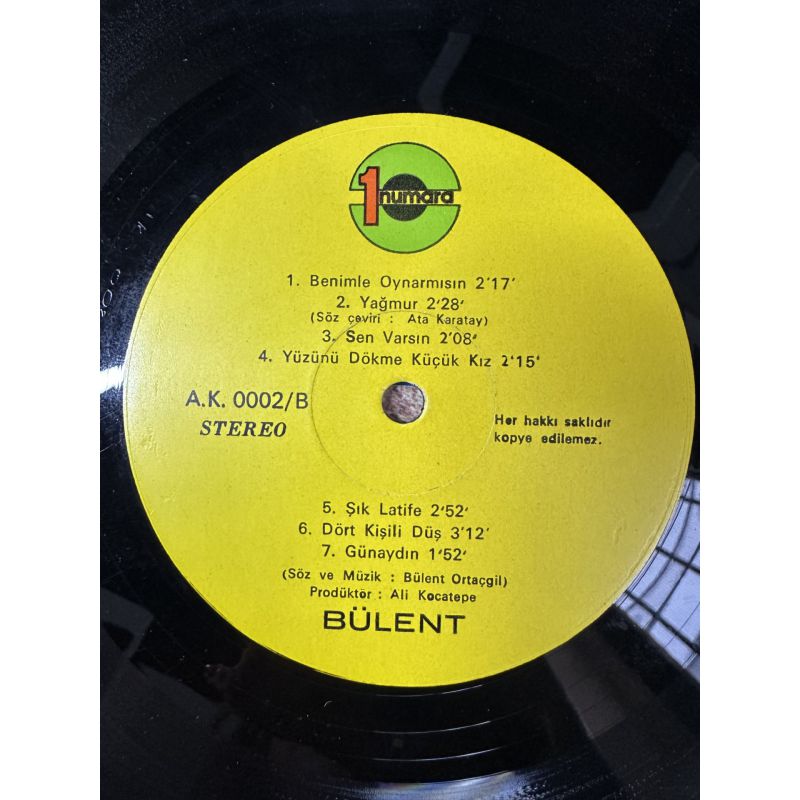 1 numara
1. Benimle Oynarmısın 2'17'
2. Yağmur 2'28'
(Söz çeviri : Ata Karatay)
3. Sen Varsın 2'08'
4. Yüzünü Dökme Küçük Kız 2'15'
A.K. 0002/B
STEREO
Her hakkı saklıdır
kopye edilemez.
5. Şık Latife 2'52'
6. Dört Kişili Düş 3'12'
7. Günaydın 1'52'
(Söz ve Müzik : Bülent Ortaçgil)
Prodüktör : Ali Kocatepe
BÜLENT